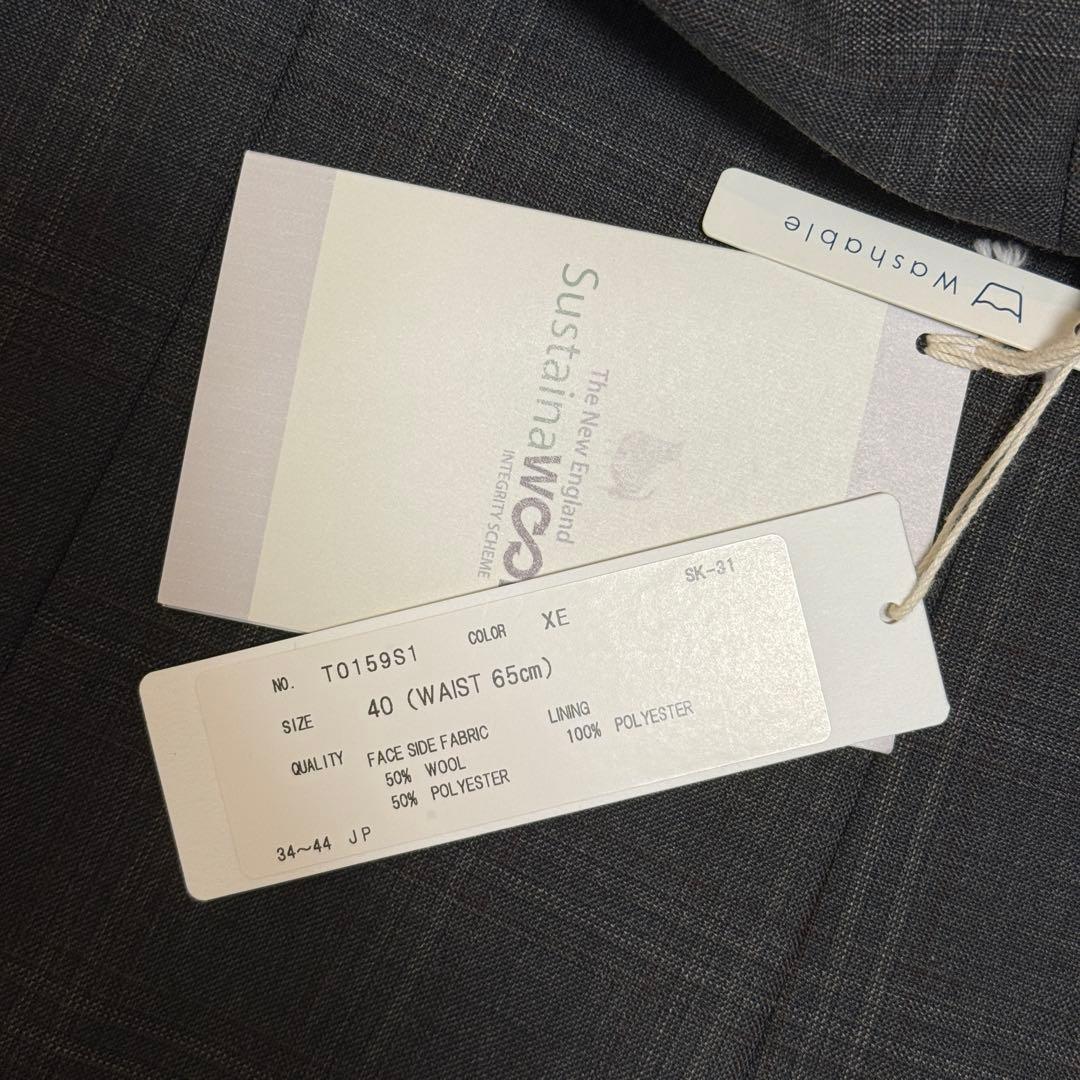 Washable
The New England
SustainaWOO
INTEGRITY SCHEME
SK-31
NO. T0159S1 COLOR XE
SIZE 40 (WAIST 65cm)
QUALITY FACE SIDE FABRIC LINING
50% WOOL 100% POLYESTER
50% POLYESTER
34~44 JP